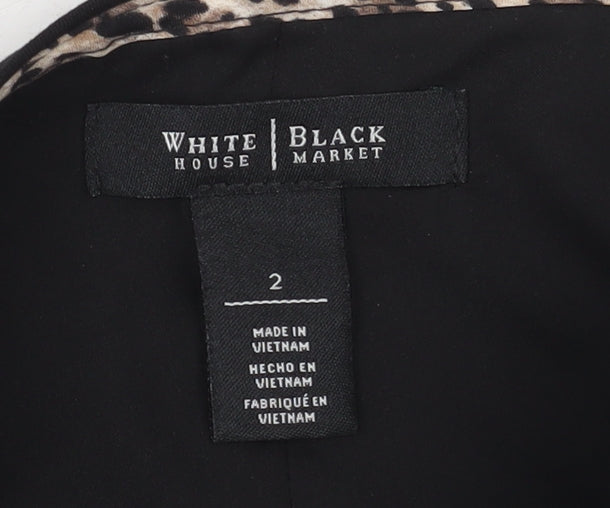 WHITE | BLACK
HOUSE | MARKET
2
MADE IN
VIETNAM
HECHO EN
VIETNAM
FABRIQUÉ EN
VIETNAM